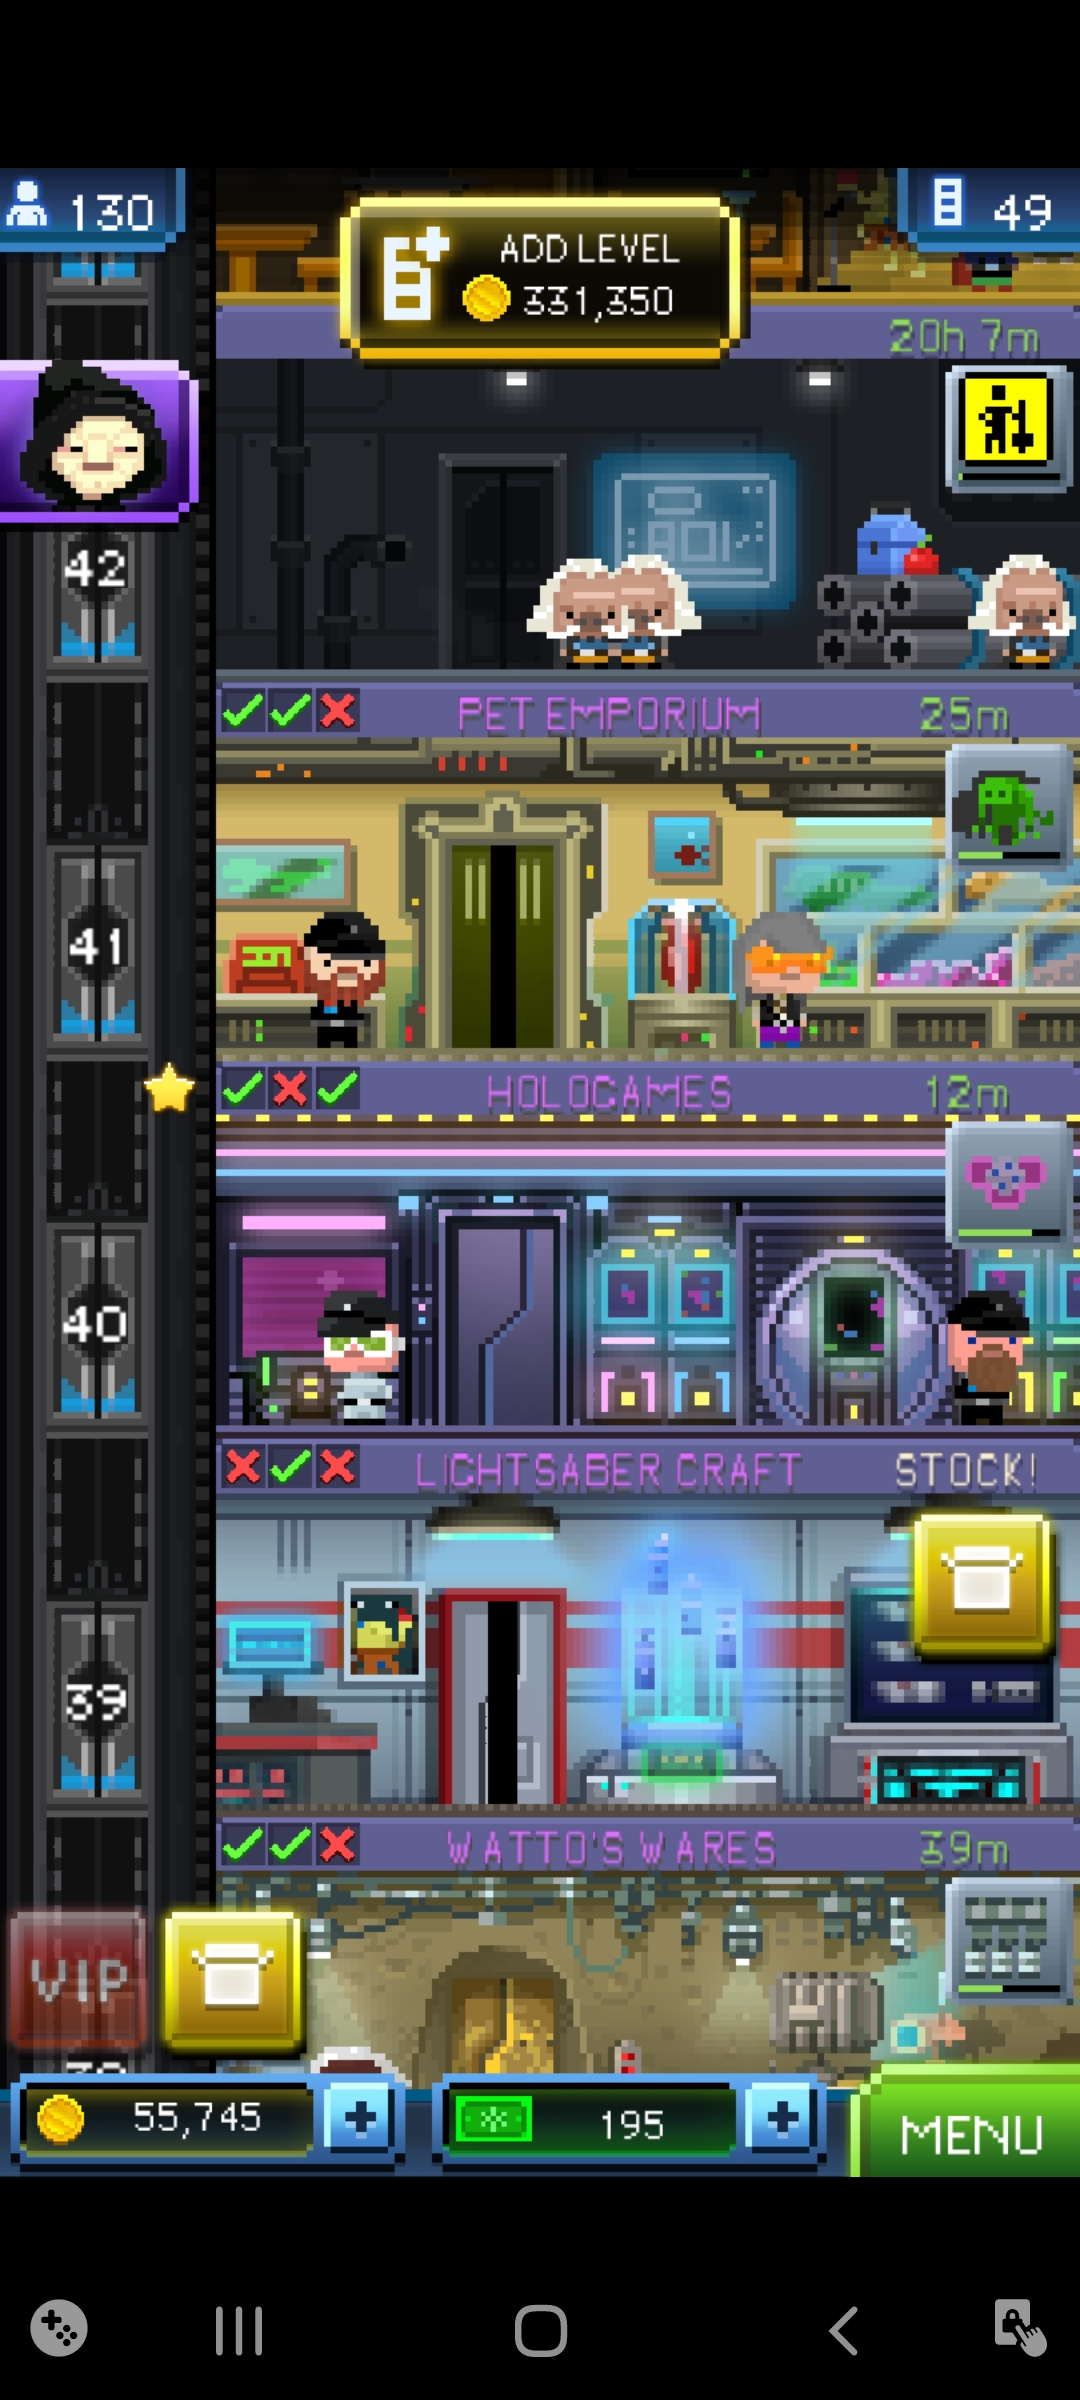 130
ADD LEVEL
331,350
49
20h 7m
42
PET EMPORIUM
25m
41
HOLOGAMES
12m
40
LIGHTSABER CRAFT
STOCK!
39
WATTO'S WARES
39m
VIP
55,745
195
MENU